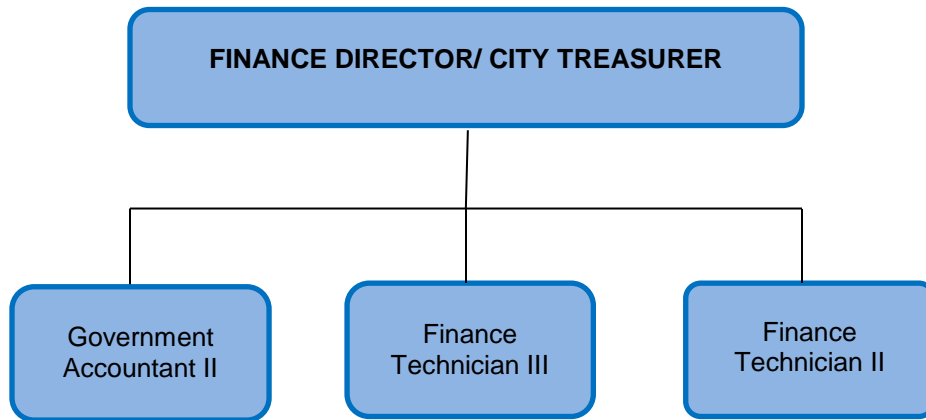 FINANCE DIRECTOR/ CITY TREASURER
Government
Accountant II
Finance
Technician III
Finance
Technician II